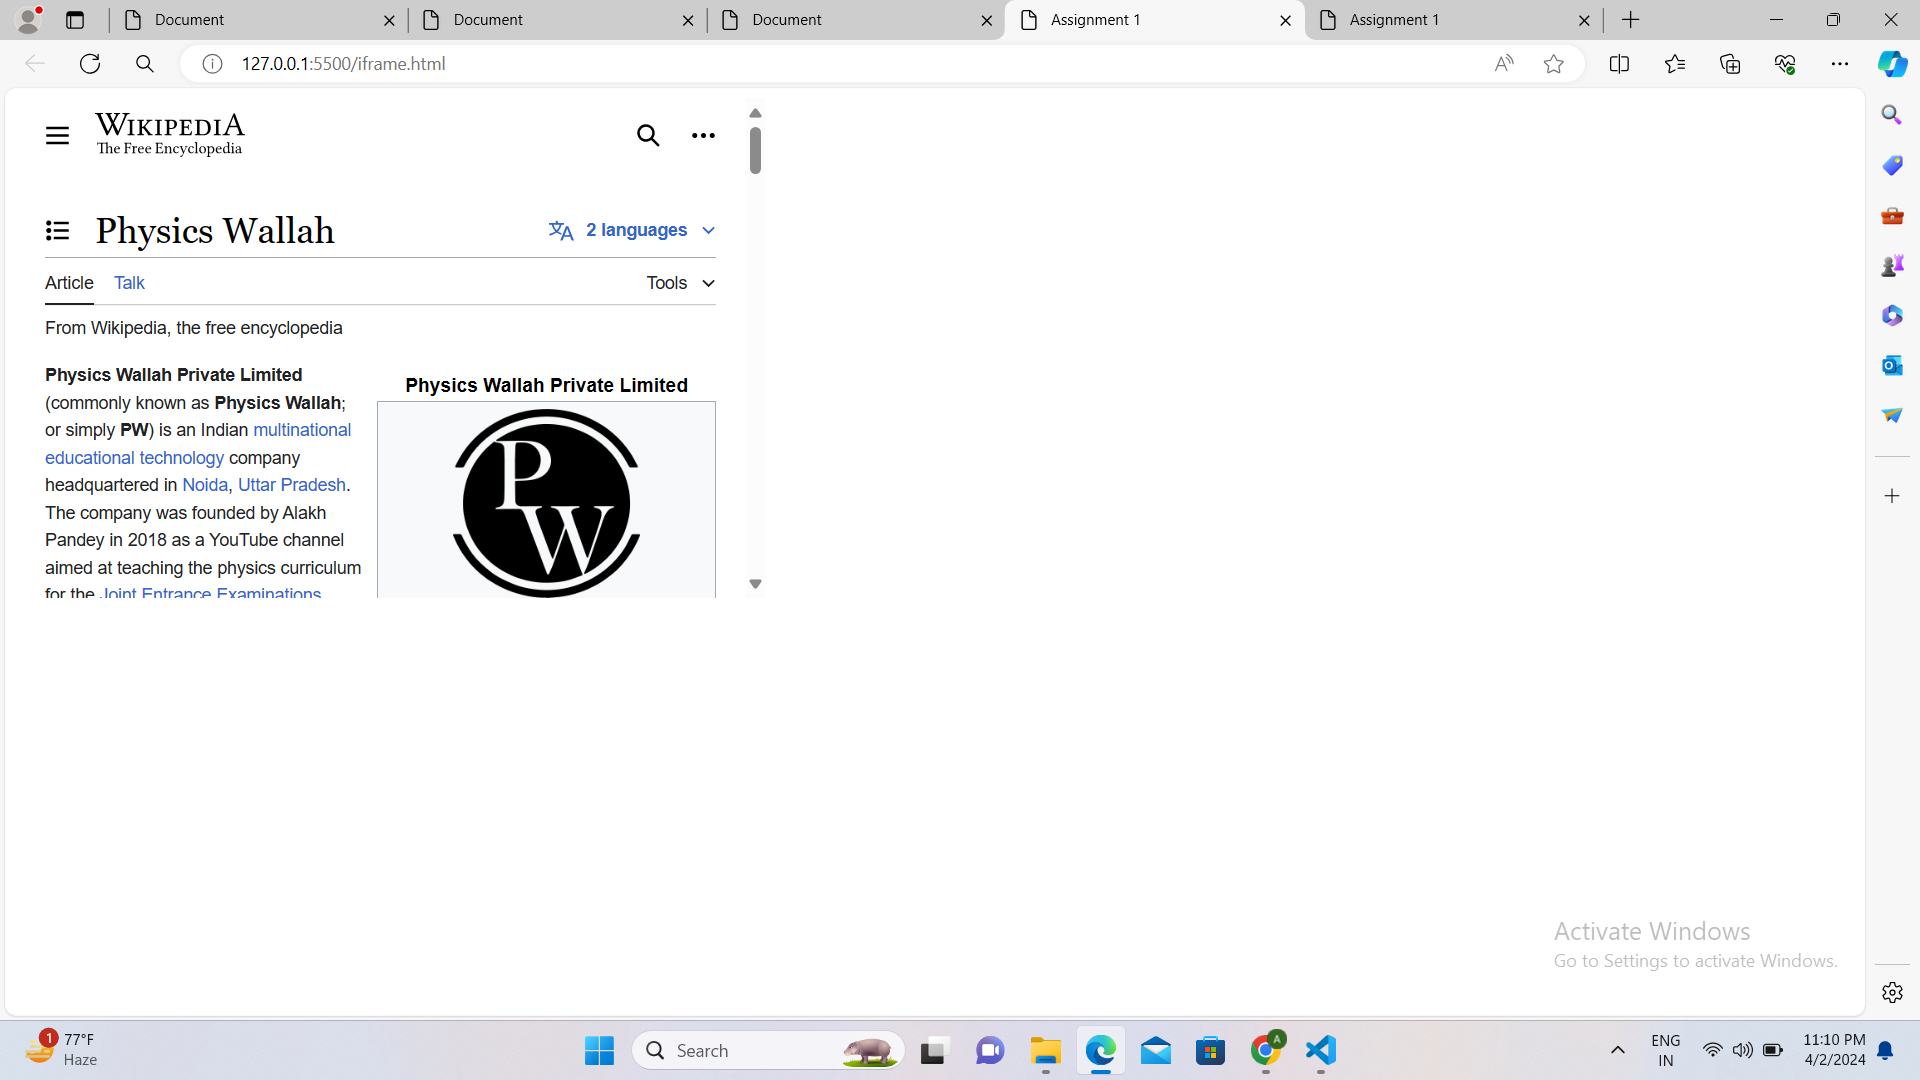 Document
Document
Document
Assignment 1
Assignment 1
127.0.0.1:5500/iframe.html
WIKIPEDIA
The Free Encyclopedia
Physics Wallah
2 languages
Article
Talk
Tools
From Wikipedia, the free encyclopedia
Physics Wallah Private Limited
(commonly known as Physics Wallah;
or simply PW) is an Indian multinational
educational technology company
headquartered in Noida, Uttar Pradesh.
The company was founded by Alakh
Pandey in 2018 as a YouTube channel
aimed at teaching the physics curriculum
for the Joint Entrance Examinations
Physics Wallah Private Limited
P
W
Activate Windows
Go to Settings to activate Windows.
1
77°F
Haze
Search
A
ENG
IN
11:10 PM
4/2/2024